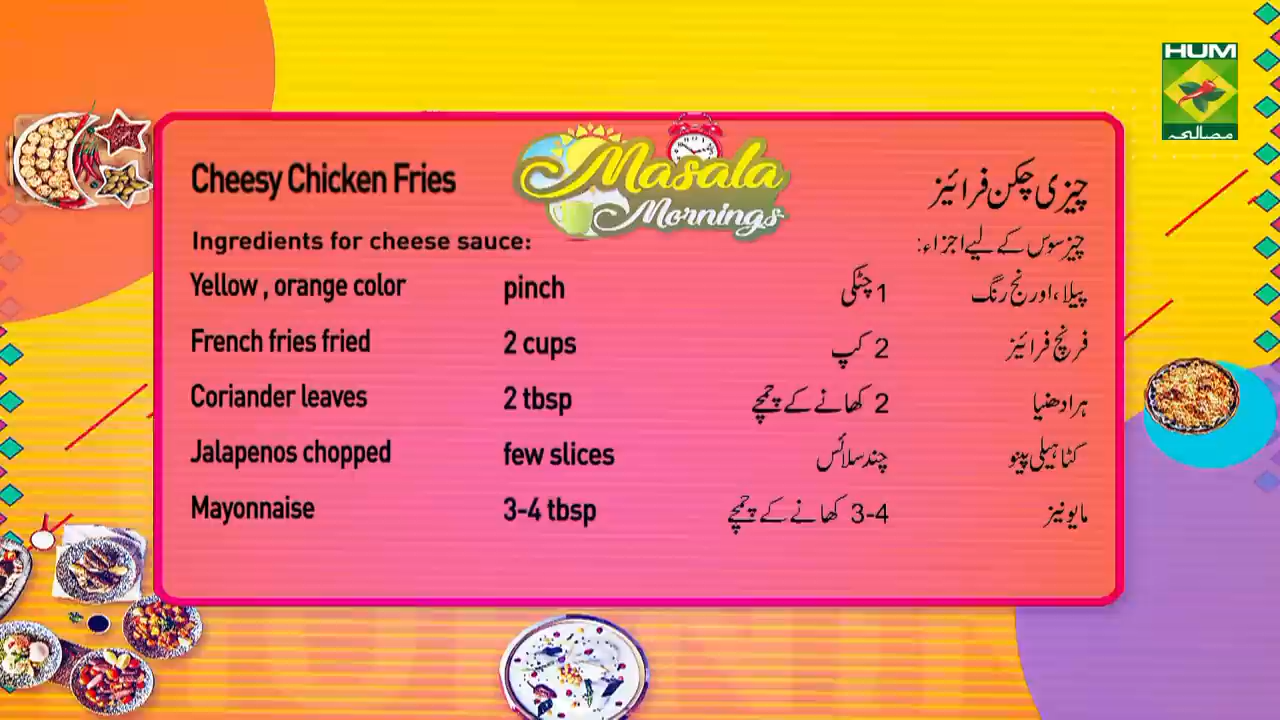 HUM
مصالحہ
Masala
Mornings
Cheesy Chicken Fries چیزی چکن فرائیز
Ingredients for cheese sauce: چیز سوس کے لیے اجزاء:
Yellow , orange color pinch 1 چٹکی پیلا، اورنج رنگ
French fries fried 2 cups 2 کپ فرنچ فرائیز
Coriander leaves 2 tbsp 2 کھانے کے چمچے ہرا دھنیا
Jalapenos chopped few slices چند سلائس کٹا ہیلی پینو
Mayonnaise 3-4 tbsp 3-4 کھانے کے چمچے مایونیز